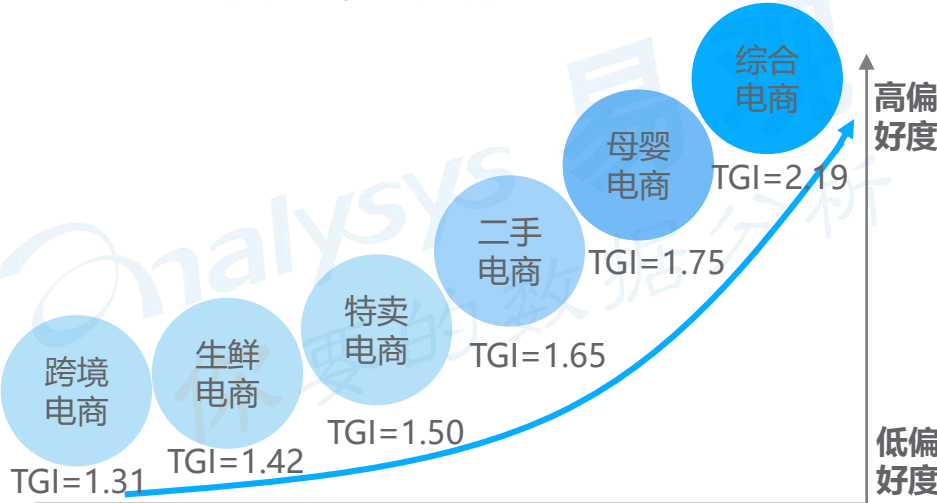 综合
电商
高偏
好度
母婴
电商
TGI=2.19
二手
电商
TGI=1.75
特卖
电商
TGI=1.65
生鲜
电商
TGI=1.50
跨境
电商
TGI=1.42
TGI=1.31
低偏
好度
analysys 易观
你要的数据分析